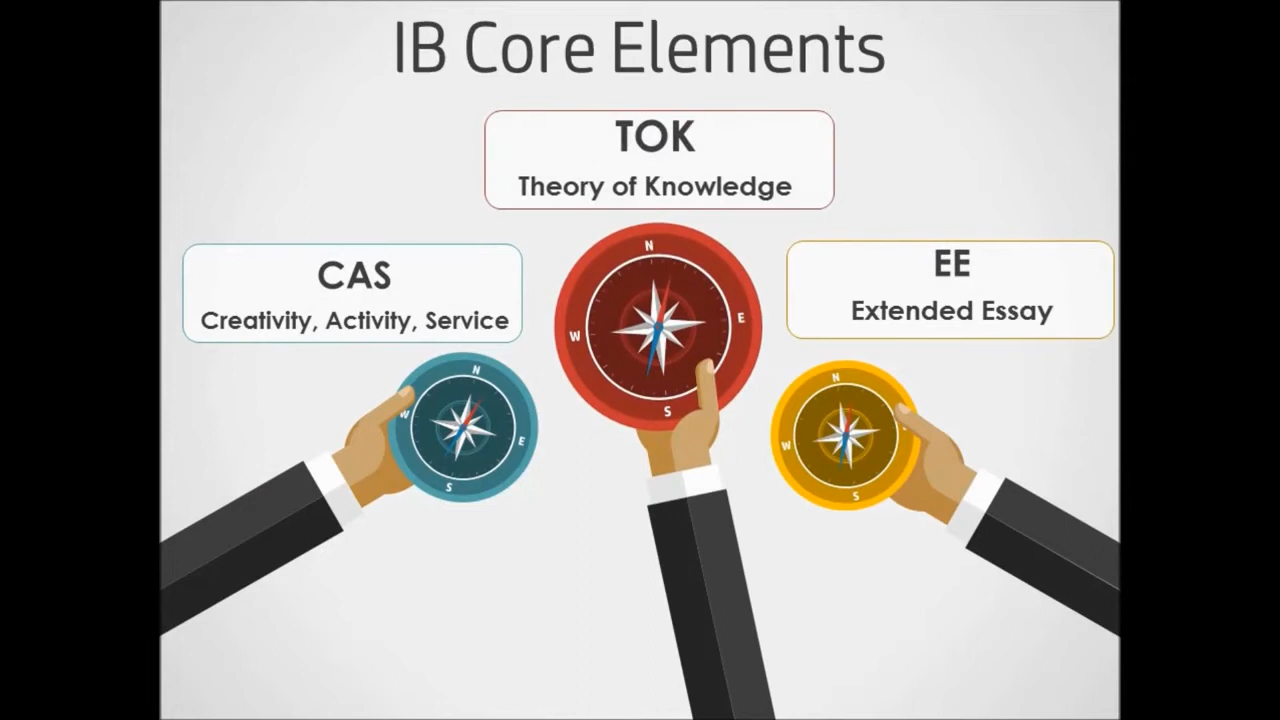 IB Core Elements
TOK
Theory of Knowledge
CAS
Creativity, Activity, Service
EE
Extended Essay
N
E
S
W
N
E
S
W
N
S
W